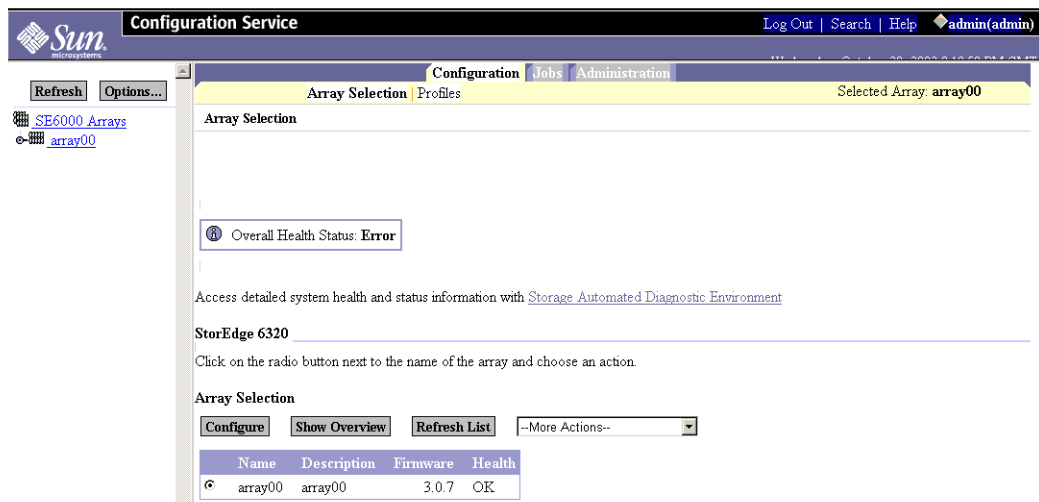 Sun
microsystems
Configuration Service
Log Out | Search | Help admin(admin)
Refresh Options...
SE6000 Arrays
array00
Configuration Jobs Administration
Array Selection | Profiles Selected Array: array00
Array Selection
Overall Health Status: Error
Access detailed system health and status information with Storage Automated Diagnostic Environment
StorEdge 6320
Click on the radio button next to the name of the array and choose an action.
Array Selection
Configure Show Overview Refresh List --More Actions--
Name Description Firmware Health
array00 array00 3.0.7 OK